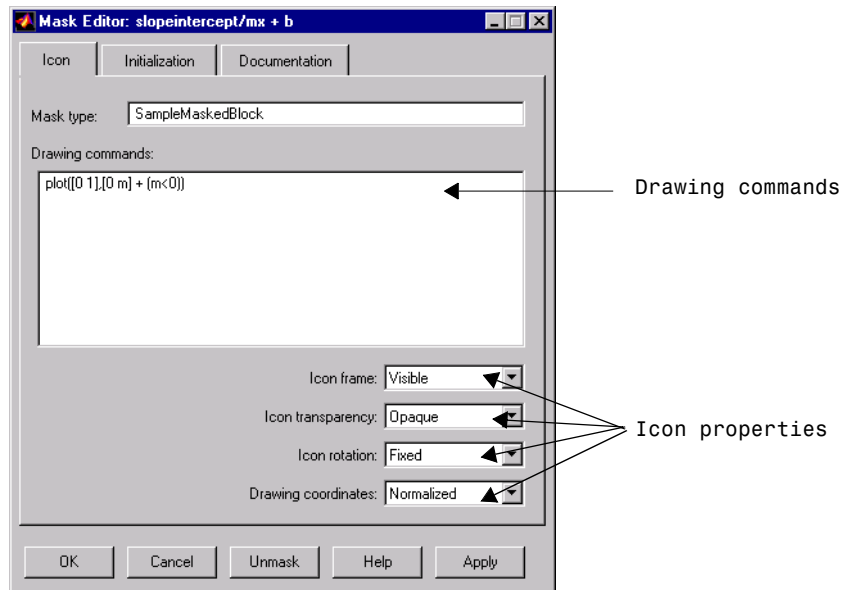 Mask Editor: slopeintercept/mx + b
Icon Initialization Documentation
Mask type: SampleMaskedBlock
Drawing commands:
plot([0 1],[0 m] + (m<0))
Drawing commands
Icon frame: Visible
Icon transparency: Opaque
Icon properties
Icon rotation: Fixed
Drawing coordinates: Normalized
OK Cancel Unmask Help Apply